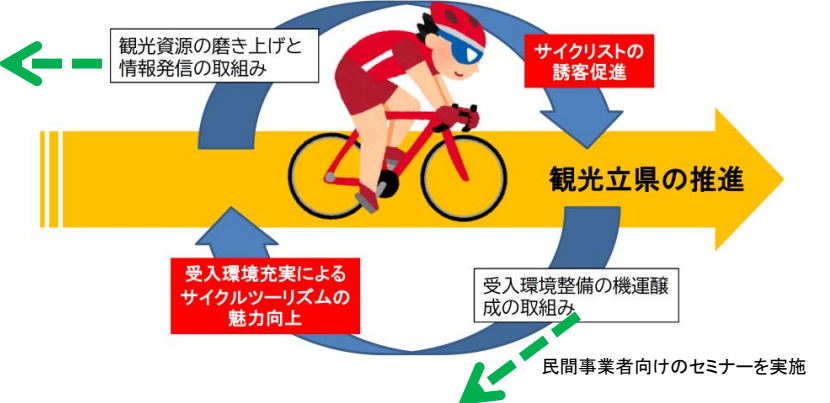 観光資源の磨き上げと
情報発信の取組み
サイクリストの
誘客促進
観光立県の推進
受入環境充実による
サイクルツーリズムの
魅力向上
受入環境整備の機運醸
成の取組み
民間事業者向けのセミナーを実施